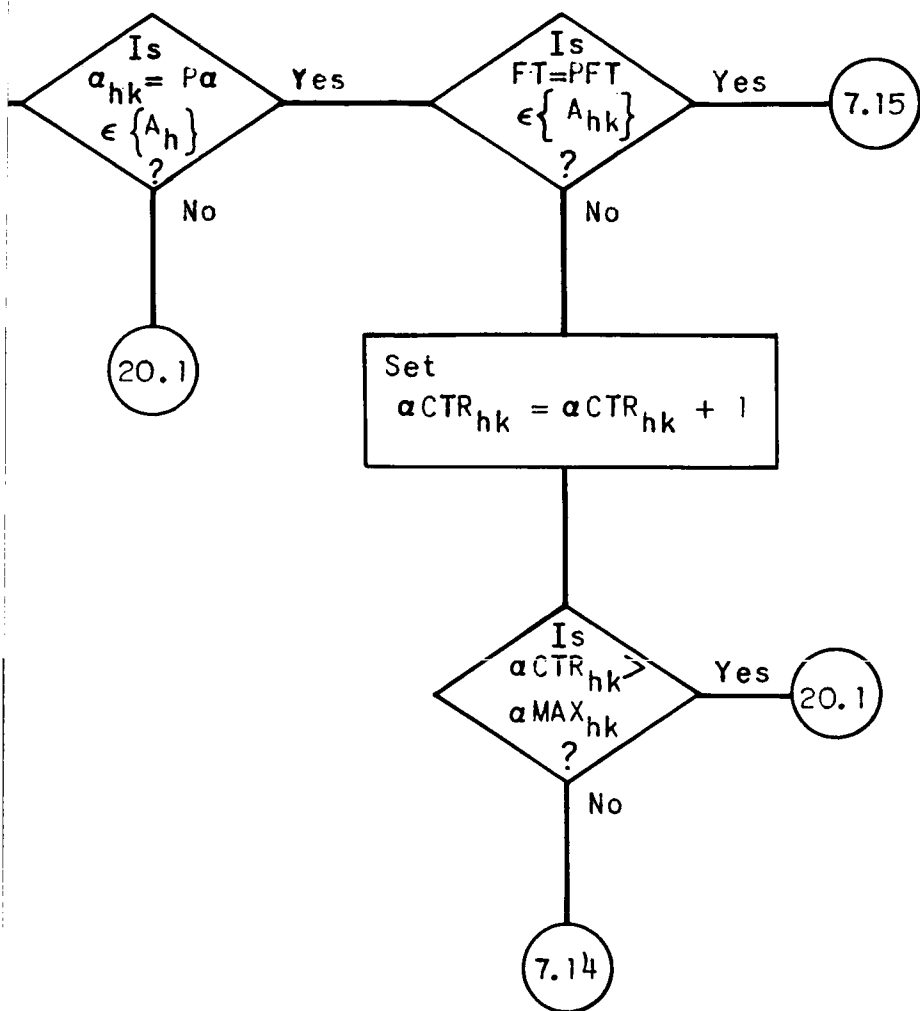 Is
α_hk = Pα
ϵ {A_h}
?
Yes
No
20.1
Is
FT=PFT
ϵ{ A_hk}
?
Yes
7.15
No
Set
αCTR_hk = αCTR_hk + 1
Is
αCTR_hk>
αMAX_hk
?
Yes
20.1
No
7.14